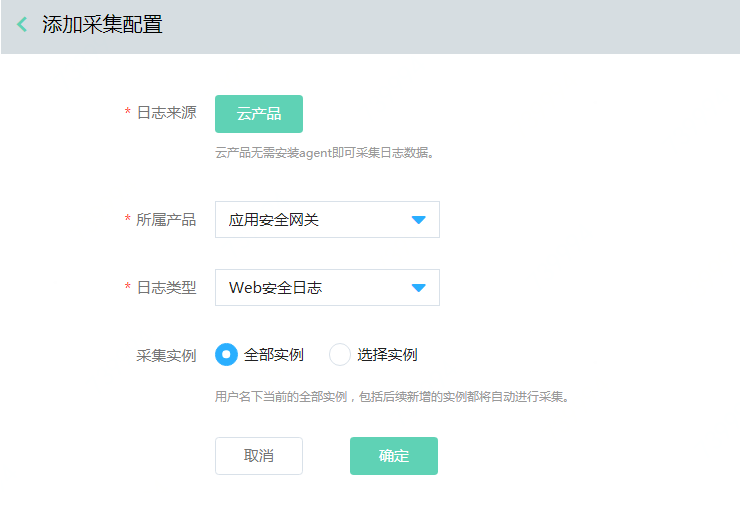 添加采集配置
* 日志来源 云产品
云产品无需安装agent即可采集日志数据。
* 所属产品 应用安全网关
* 日志类型 Web安全日志
采集实例 全部实例 选择实例
用户名下当前的全部实例，包括后续新增的实例都将自动进行采集。
取消 确定